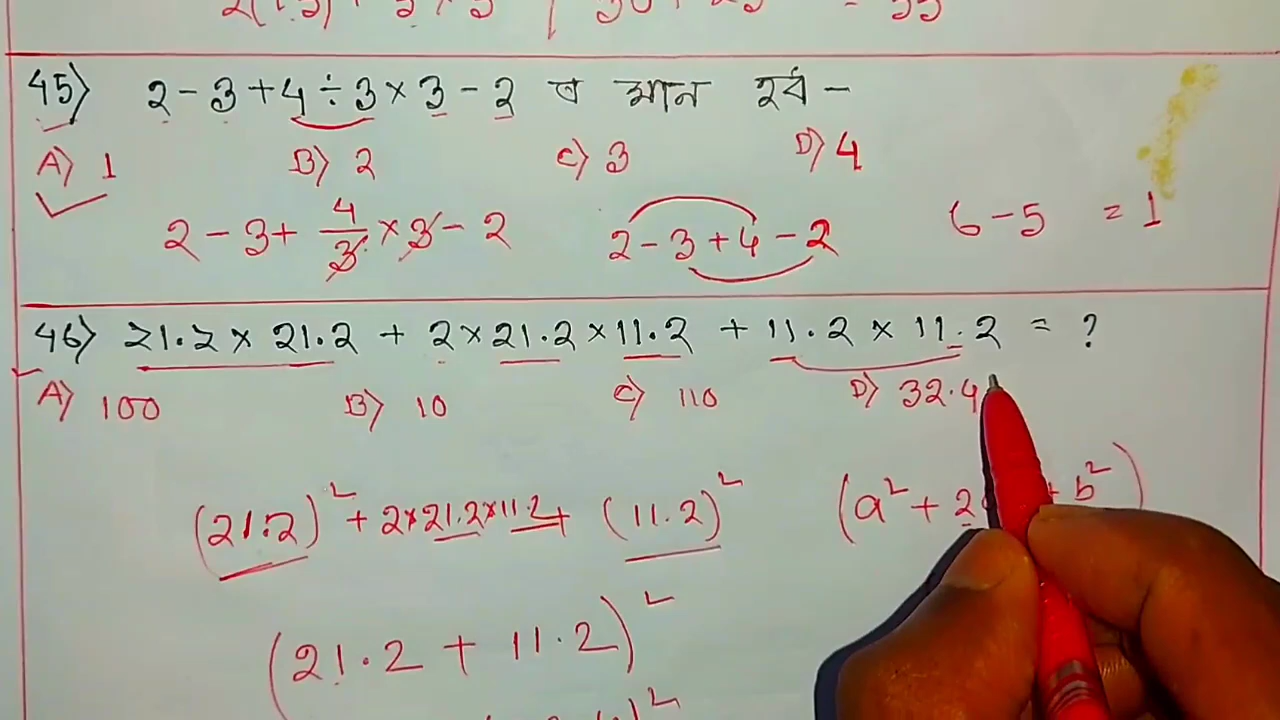 45) 2 - 3 + 4 ÷ 3 × 3 - 2 ৰ মান হব -
A) 1 B) 2 C) 3 D) 4
2 - 3 + 4/3 × 3 - 2 2 - 3 + 4 - 2 6 - 5 = 1
46) 21.2 × 21.2 + 2 × 21.2 × 11.2 + 11.2 × 11.2 = ?
A) 100 B) 10 C) 110 D) 32.4
(21.2)² + 2×21.2×11.2 + (11.2)² (a² + 2 + b²)
(21.2 + 11.2)²